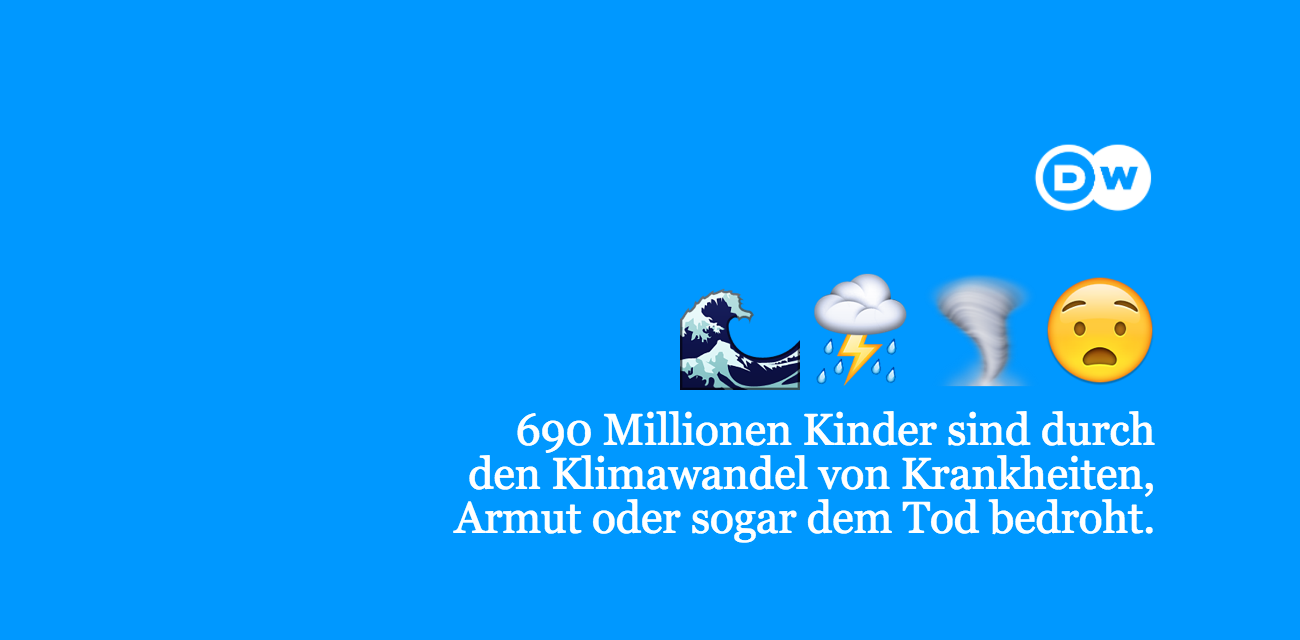 DW
690 Millionen Kinder sind durch
den Klimawandel von Krankheiten,
Armut oder sogar dem Tod bedroht.